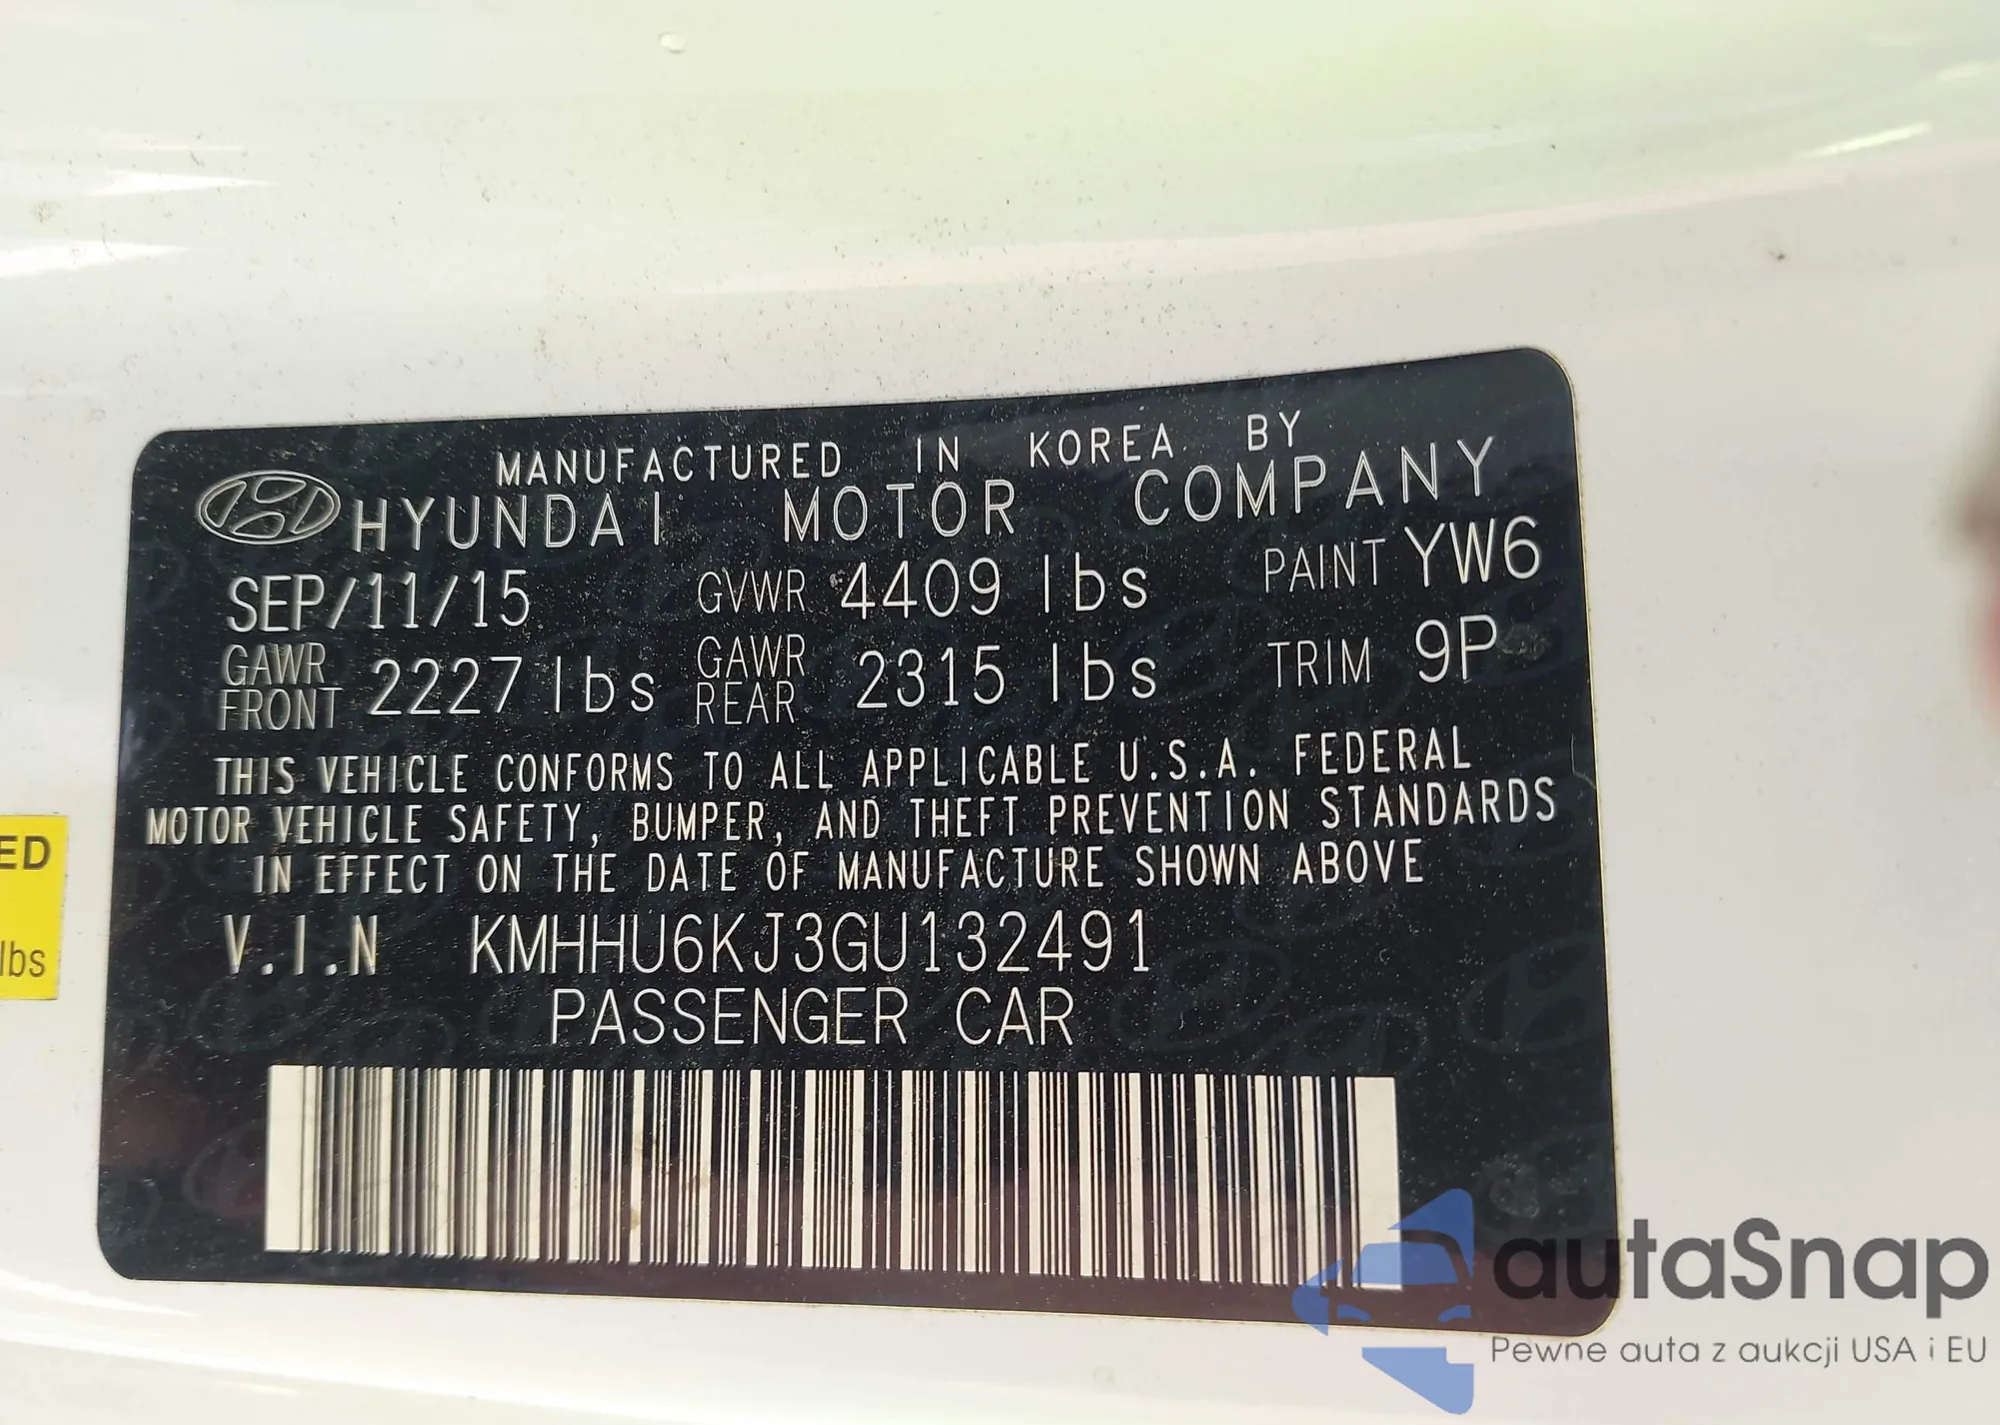 MANUFACTURED IN KOREA BY
HYUNDAI MOTOR COMPANY
SEP/11/15 GVWR 4409 lbs PAINT YW6
GAWR FRONT 2227 lbs GAWR REAR 2315 lbs TRIM 9P
THIS VEHICLE CONFORMS TO ALL APPLICABLE U.S.A. FEDERAL
MOTOR VEHICLE SAFETY, BUMPER, AND THEFT PREVENTION STANDARDS
IN EFFECT ON THE DATE OF MANUFACTURE SHOWN ABOVE
ED
lbs
V.I.N KMHHU6KJ3GU132491
PASSENGER CAR
autaSnap
Pewne auta z aukcji USA i EU